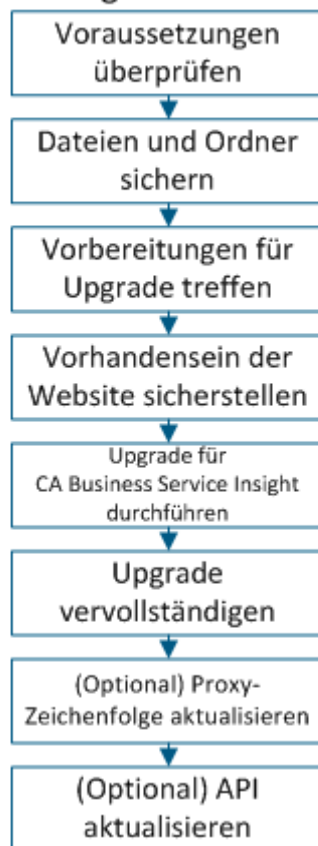 Voraussetzungen
überprüfen
Dateien und Ordner
sichern
Vorbereitungen für
Upgrade treffen
Vorhandensein der
Website sicherstellen
Upgrade für
CA Business Service Insight
durchführen
Upgrade
vervollständigen
(Optional) Proxy-
Zeichenfolge aktualisieren
(Optional) API
aktualisieren